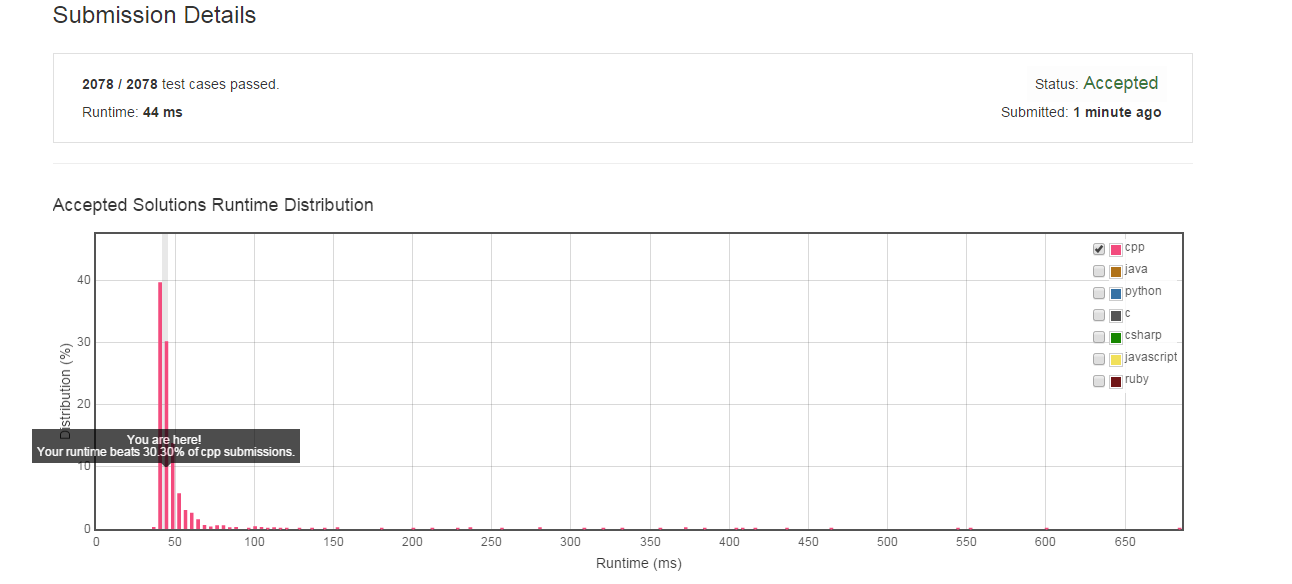 Submission Details
2078 / 2078 test cases passed.
Status: Accepted
Runtime: 44 ms
Submitted: 1 minute ago
Accepted Solutions Runtime Distribution
cpp
java
python
c
csharp
javascript
ruby
Distribution (%)
40
30
20
10
0
You are here!
Your runtime beats 30.30% of cpp submissions.
0 50 100 150 200 250 300 350 400 450 500 550 600 650
Runtime (ms)